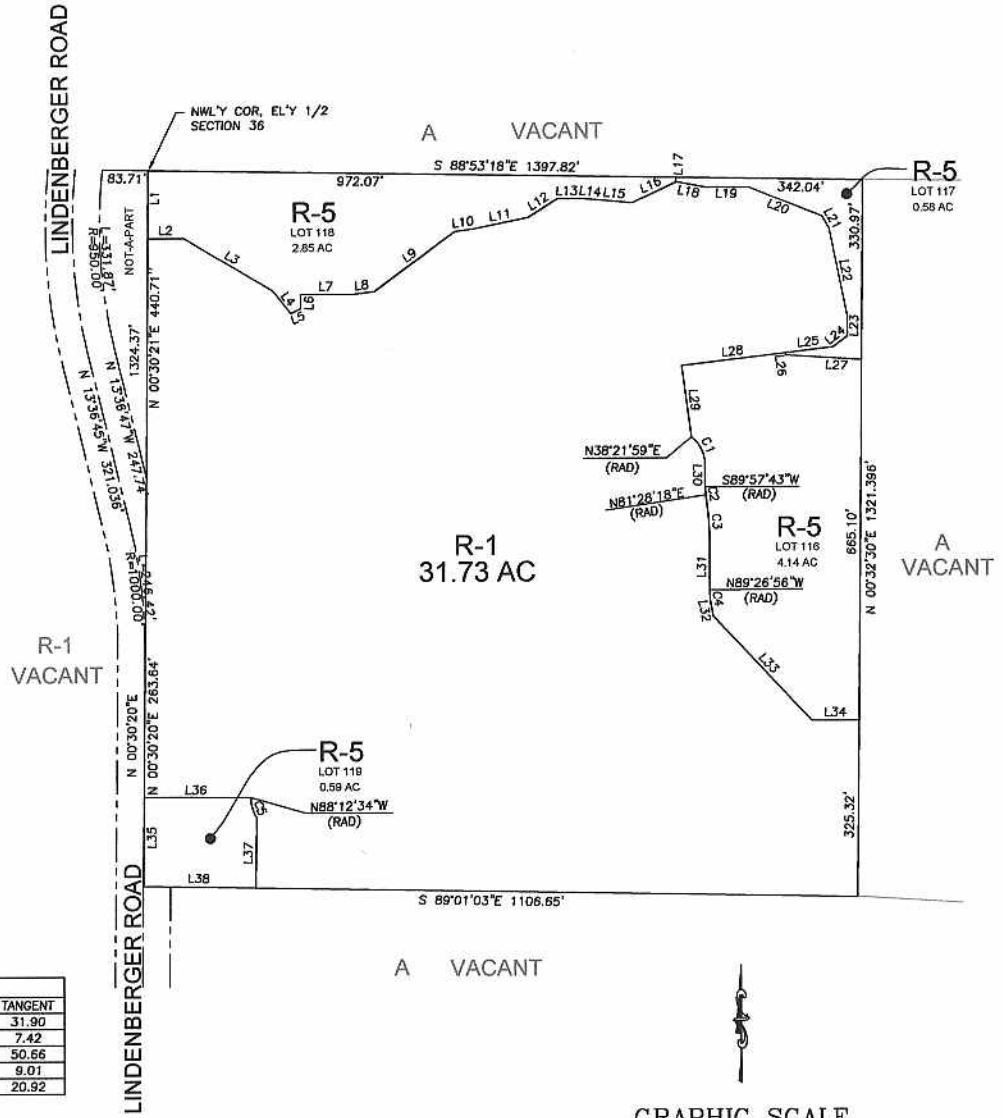 LINDENBERGER ROAD
NWL'Y COR, EL'Y 1/2
SECTION 36
A VACANT
S 88°53'18"E 1397.82'
83.71'
972.07'
342.04'
L1
L2
L3
L4
L5
L6
L7
L8
L9
L10
L11
L12
L13
L14
L15
L16
L17
L18
L19
L20
L21
L22
L23
L24
L25
L26
L27
L28
L29
R-5
LOT 118
2.85 AC
R-5
LOT 117
0.58 AC
330.97'
NOT-A-PART
L=331.87'
R=950.00'
1324.37'
N 00°30'21"E 440.71'
N 13°36'47"W 247.74'
N 13°36'45"W 321.036'
C1
N38°21'59"E
(RAD)
L30
S89°57'43"W
(RAD)
C2
N81°28'18"E
(RAD)
C3
R-5
LOT 116
4.14 AC
L31
N89°26'56"W
(RAD)
C4
L32
L33
L34
665.10'
N 00°32'30"E 1321.396'
A
VACANT
R-1
31.73 AC
L=246.42'
R=1000.00'
R-1
VACANT
N 00°30'20"E
N 00°30'20"E 263.64'
R-5
LOT 119
0.59 AC
L36
C5
N88°12'34"W
(RAD)
L35
L37
L38
325.32'
S 89°01'03"E 1106.65'
LINDENBERGER ROAD
A VACANT
TANGENT
31.90
7.42
50.66
9.01
20.92
GRAPHIC SCALE